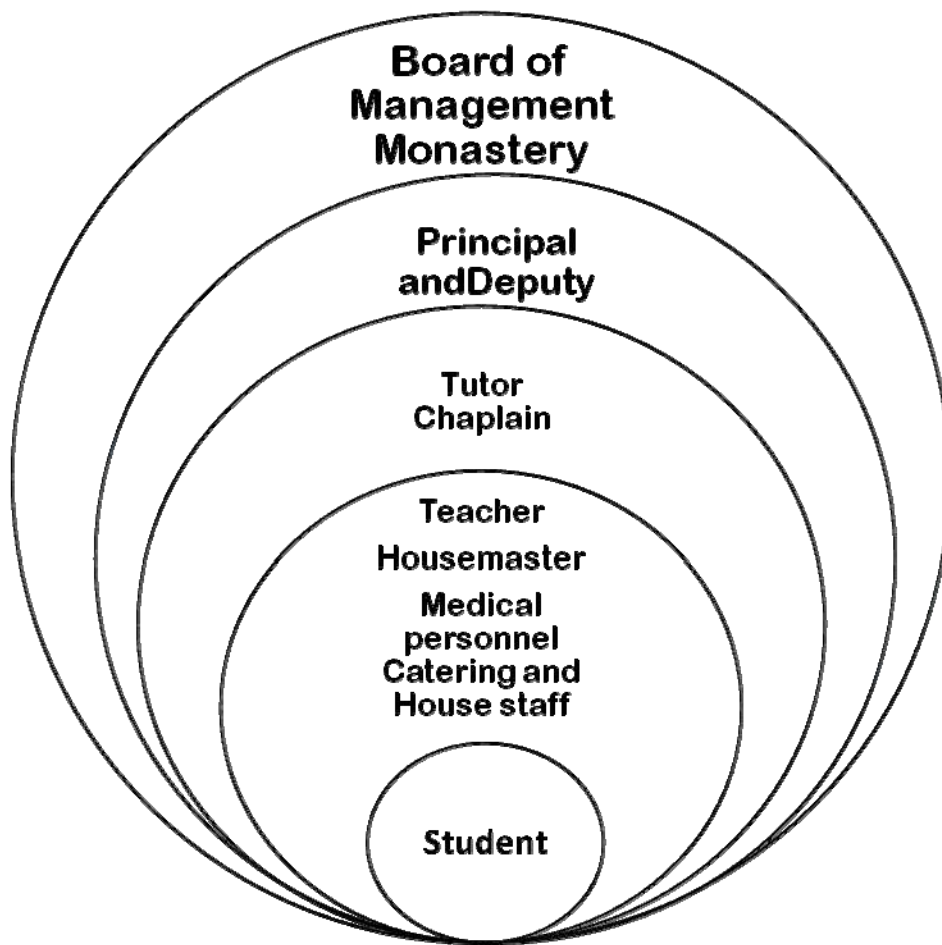 Board of
Management
Monastery
Principal
andDeputy
Tutor
Chaplain
Teacher
Housemaster
Medical
personnel
Catering and
House staff
Student